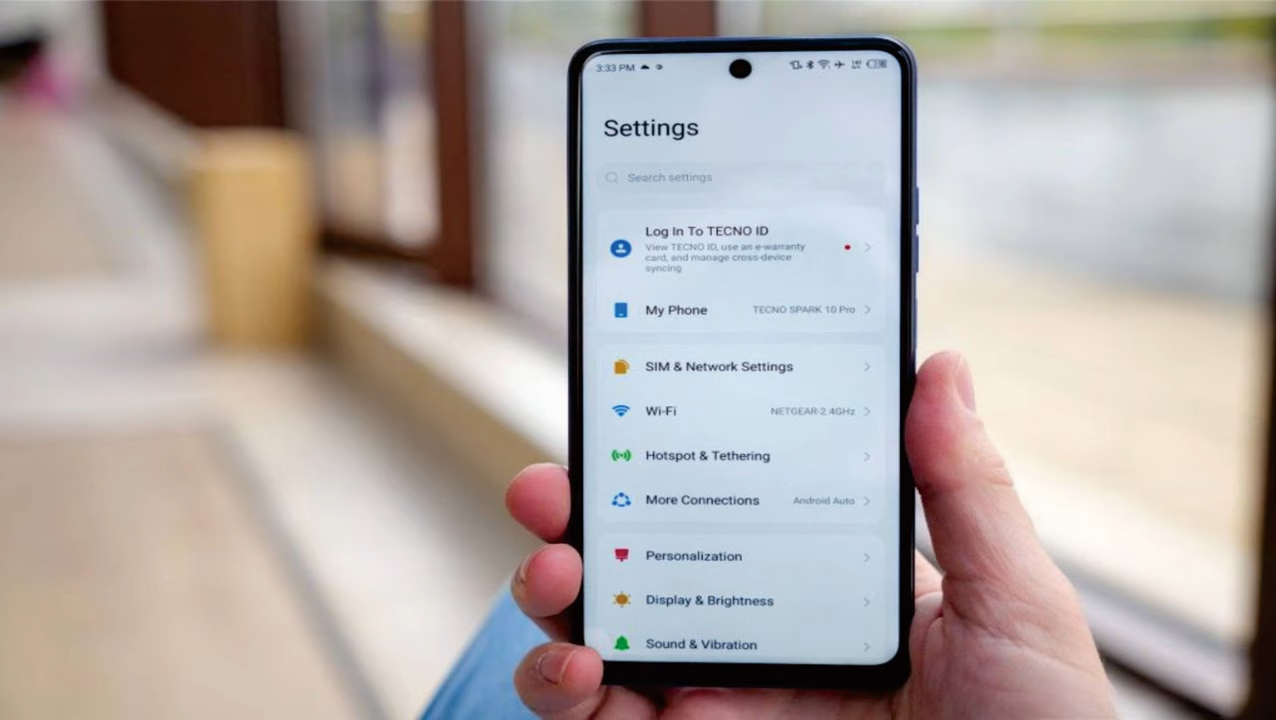 3:33 PM
Settings
Search settings
Log In To TECNO ID
View TECNO ID, use an e-warranty
card, and manage cross-device
syncing
My Phone
TECNO SPARK 10 Pro
SIM & Network Settings
Wi-Fi
NETGEAR-2.4GHz
Hotspot & Tethering
More Connections
Android Auto
Personalization
Display & Brightness
Sound & Vibration